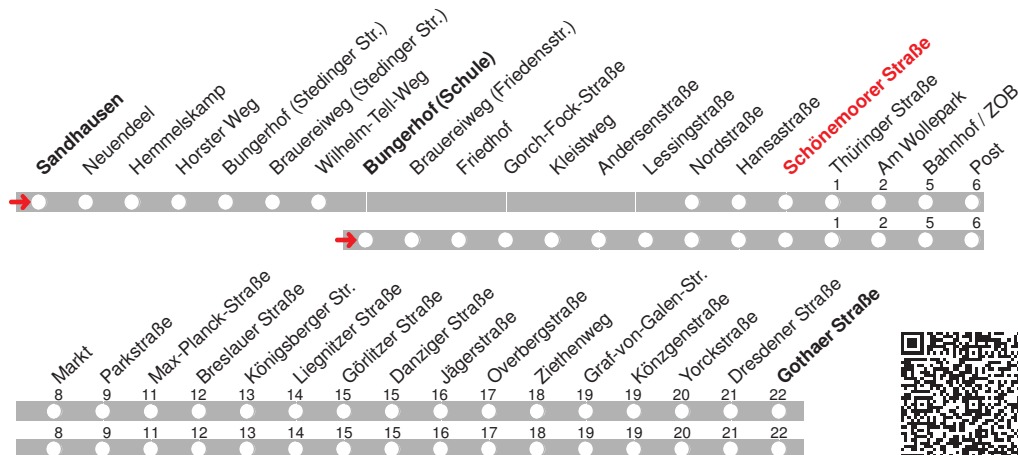 Sandhausen
Neuendeel
Hemmelskamp
Horster Weg
Bungerhof (Stedinger Str.)
Brauereiweg (Stedinger Str.)
Wilhelm-Tell-Weg
Bungerhof (Schule)
Brauereiweg (Friedensstr.)
Friedhof
Gorch-Fock-Straße
Kleistweg
Andersenstraße
Lessingstraße
Nordstraße
Hansastraße
Schönemoorer Straße
Thüringer Straße
Am Wollepark
Bahnhof / ZOB
Post
1 2 5 6
1 2 5 6
Markt
Parkstraße
Max-Planck-Straße
Breslauer Straße
Königsberger Str.
Liegnitzer Straße
Görlitzer Straße
Danziger Straße
Jägerstraße
Overbergstraße
Ziethenweg
Graf-von-Galen-Str.
Könzgenstraße
Yorckstraße
Dresdener Straße
Gothaer Straße
8 9 11 12 13 14 15 15 16 17 18 19 19 20 21 22
8 9 11 12 13 14 15 15 16 17 18 19 19 20 21 22